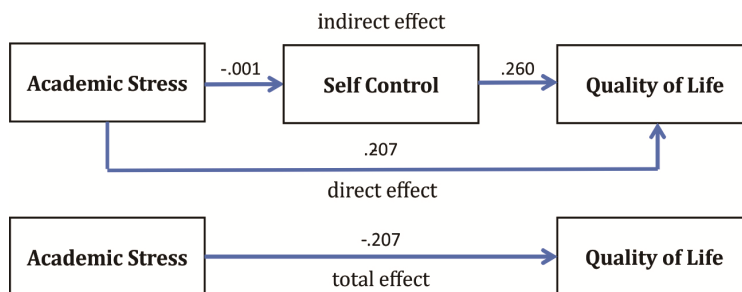 indirect effect
Academic Stress
-.001
Self Control
.260
Quality of Life
.207
direct effect
Academic Stress
-.207
total effect
Quality of Life